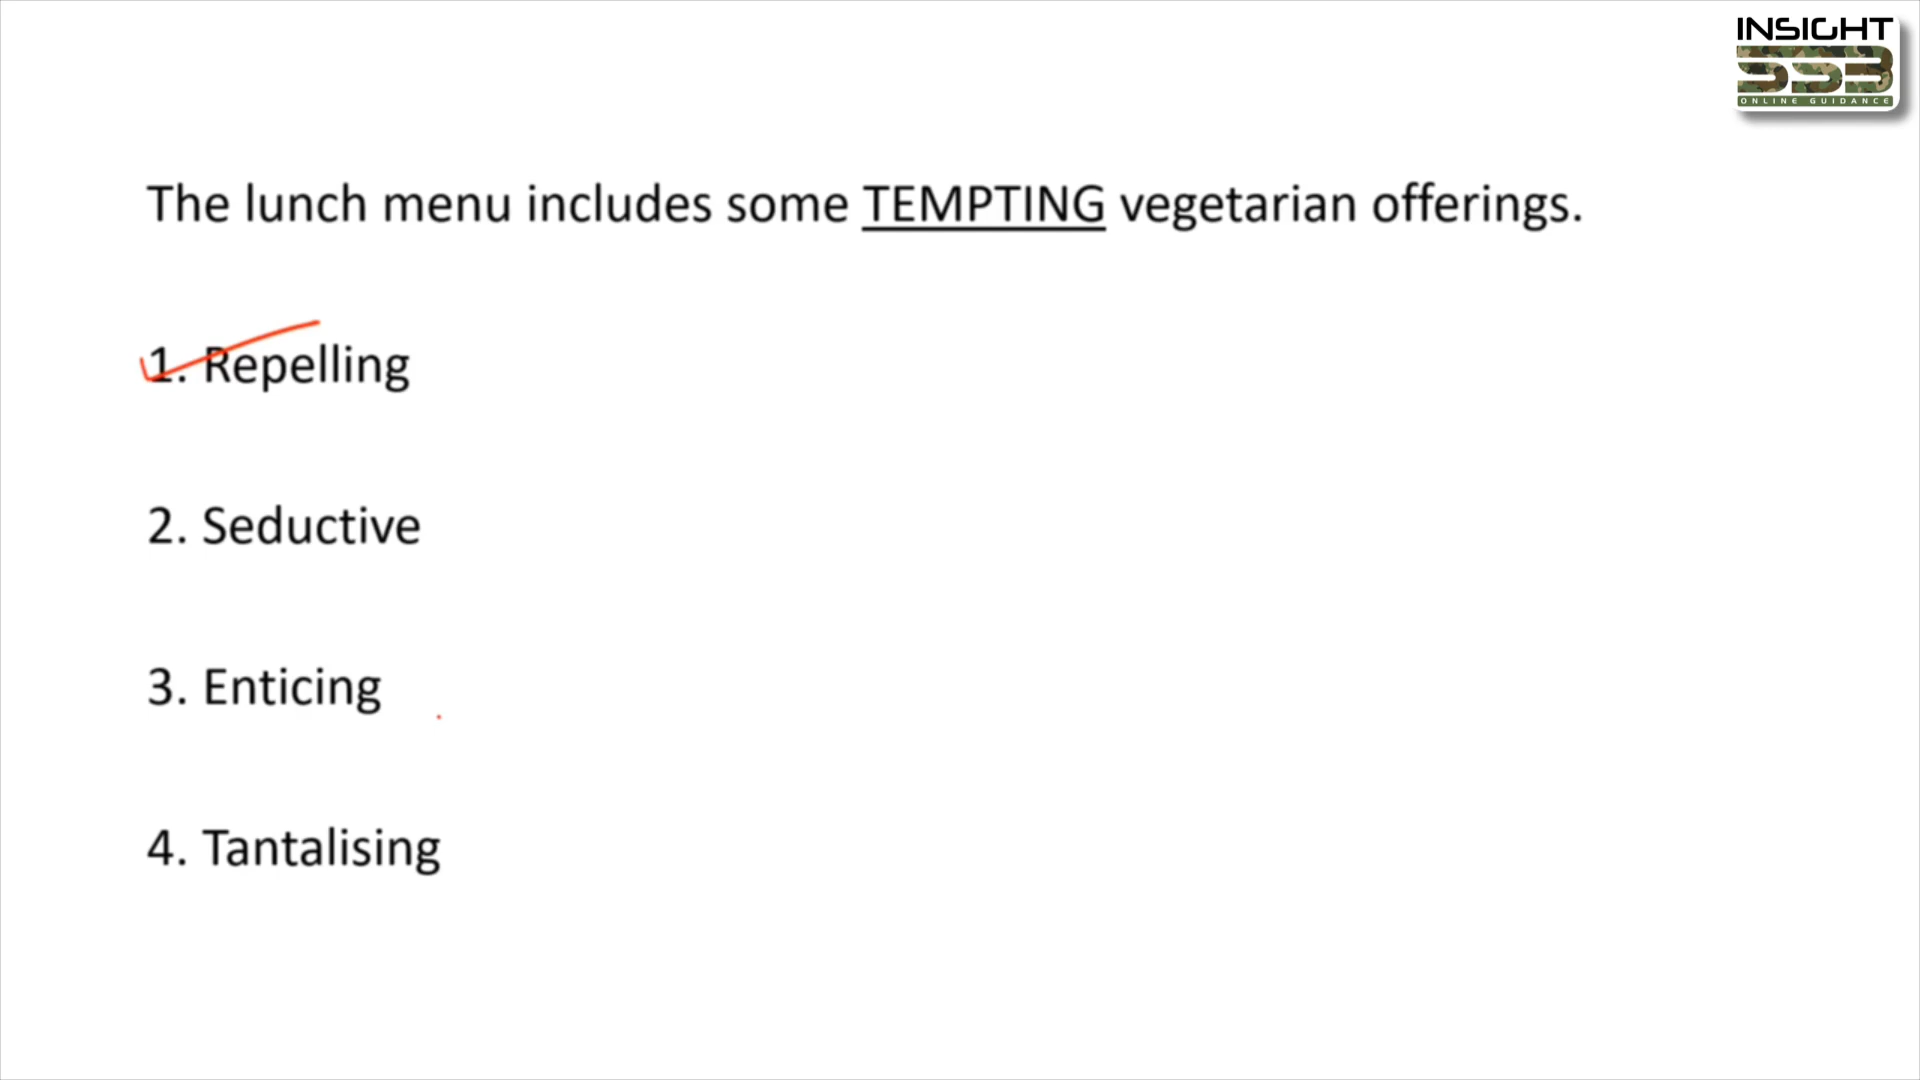 INSIGHT
SSB
ONLINE GUIDANCE
The lunch menu includes some TEMPTING vegetarian offerings.
1. Repelling
2. Seductive
3. Enticing
4. Tantalising